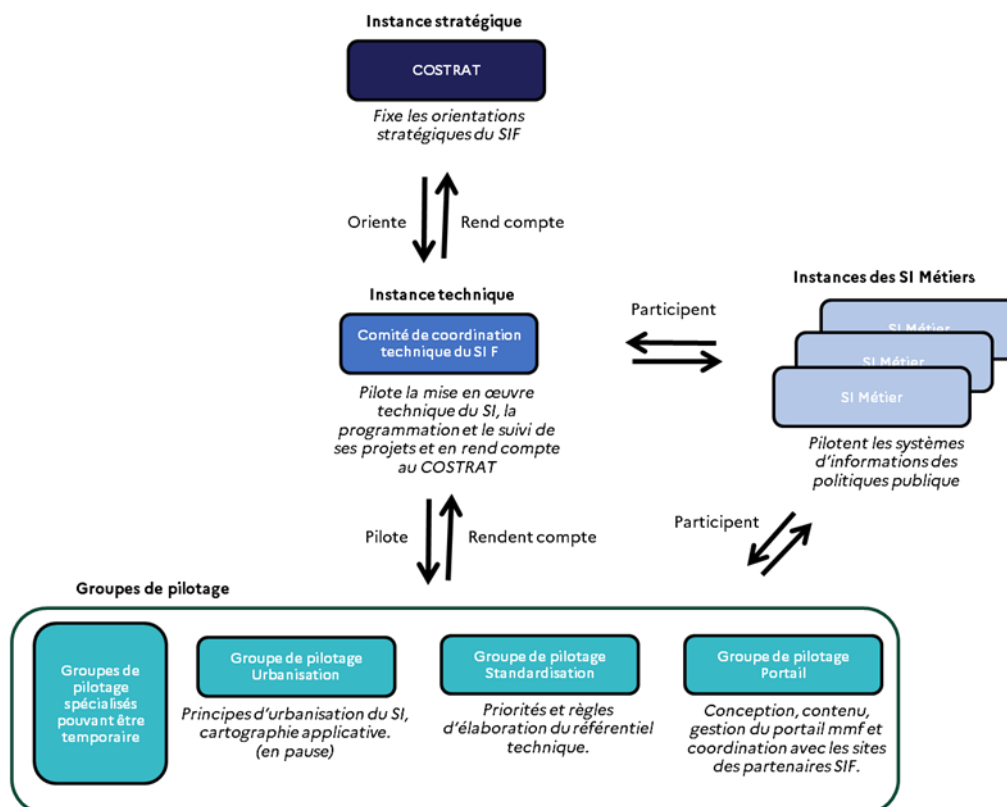 Instance stratégique
COSTRAT
Fixe les orientations
stratégiques du SIF
Oriente
Rend compte
Instance technique
Comité de coordination
technique du SI F
Pilote la mise en œuvre
technique du SI, la
programmation et le suivi de
ses projets et en rend compte
au COSTRAT
Participent
Instances des SI Métiers
SI Métier
SI Métier
SI Métier
Pilotent les systèmes
d'informations des
politiques publique
Pilote
Rendent compte
Participent
Groupes de pilotage
Groupes de
pilotage
spécialisés
pouvant être
temporaire
Groupe de pilotage
Urbanisation
Principes d'urbanisation du SI,
cartographie applicative.
(en pause)
Groupe de pilotage
Standardisation
Priorités et règles
d'élaboration du référentiel
technique.
Groupe de pilotage
Portail
Conception, contenu,
gestion du portail mmf et
coordination avec les sites
des partenaires SIF.